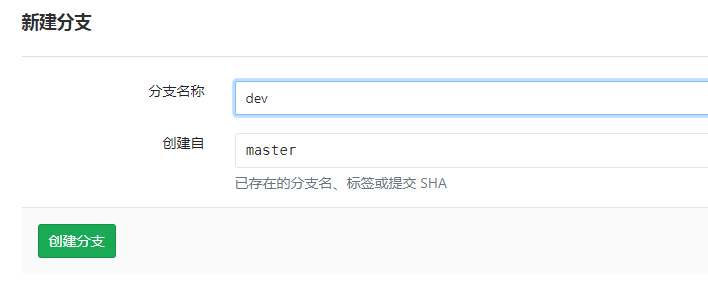 新建分支
分支名称
dev
创建自
master
已存在的分支名、标签或提交 SHA
创建分支